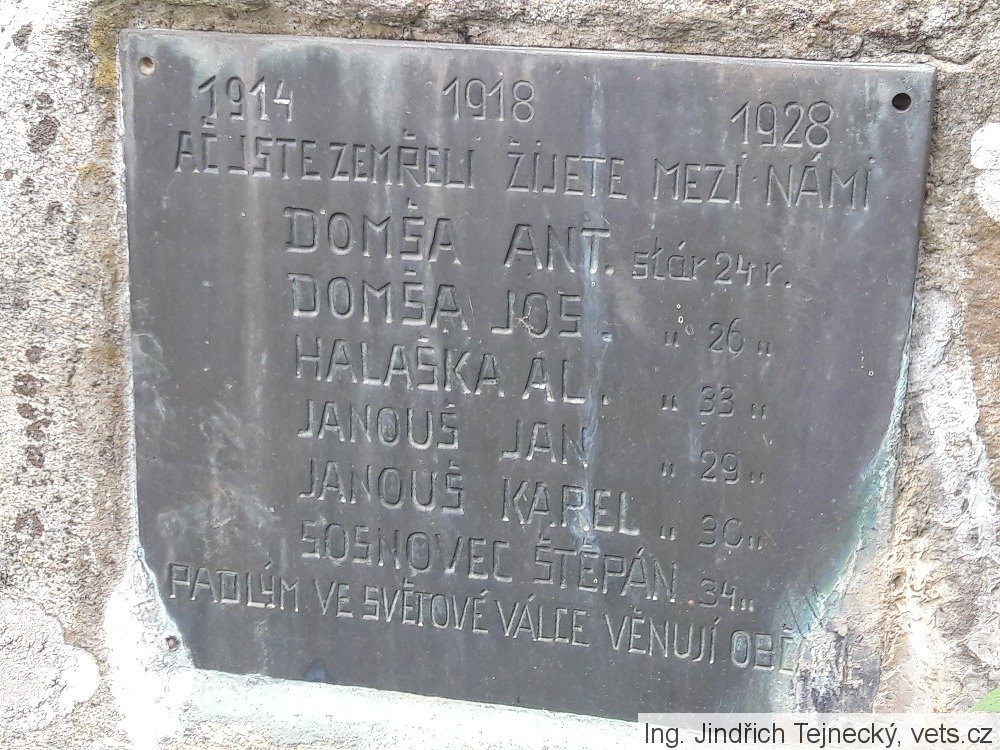 1914 1918 1928
AČ JSTE ZEMŘELI ŽIJETE MEZI NÁMI
DOMŠA ANT. stár 24 r.
DOMŠA JOS. „ 26 „
HALAŠKA AL. „ 33 „
JANOUŠ JAN „ 29 „
JANOUŠ KAREL „ 30 „
SOSNOVEC ŠTĚPÁN 34 „
PADLÝM VE SVĚTOVÉ VÁLCE VĚNUJÍ OBČANÉ
Ing. Jindřich Tejnecký, vets.cz